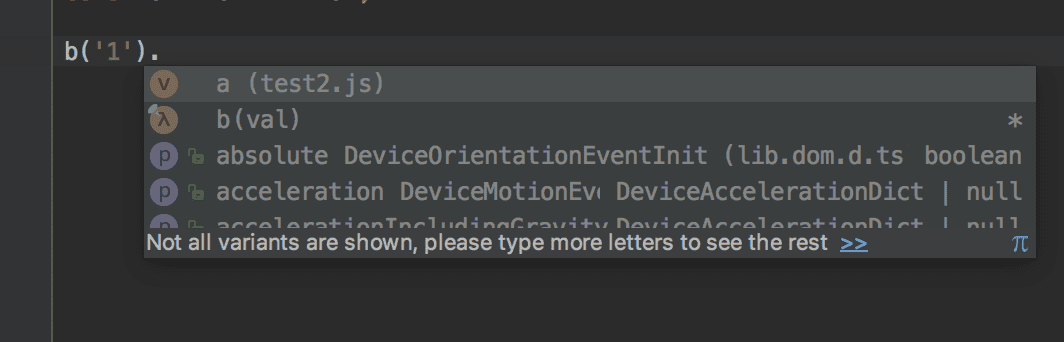 b('1').
v a (test2.js)
λ b(val) *
p absolute DeviceOrientationEventInit (lib.dom.d.ts boolean
p acceleration DeviceMotionEve DeviceAccelerationDict | null
accelerationIncludingGravity DeviceAccelerationDict | null
Not all variants are shown, please type more letters to see the rest >> π